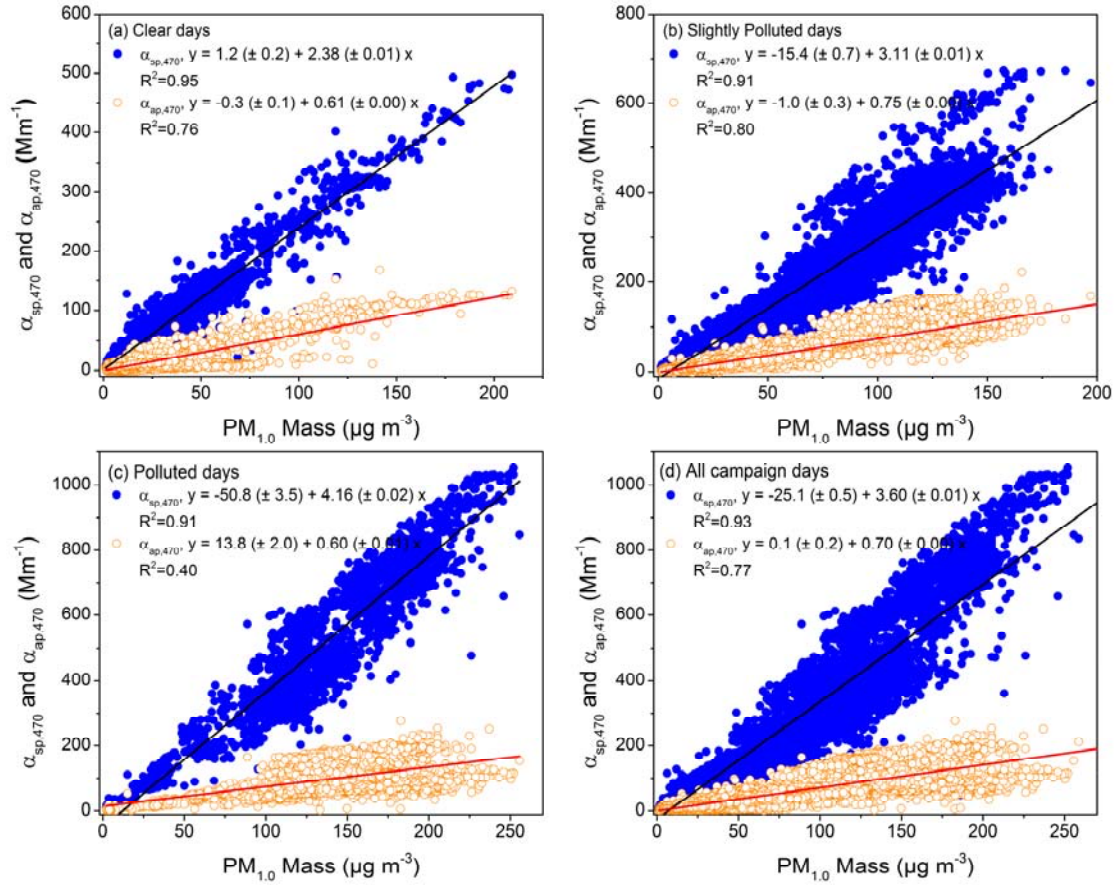 (a) Clear days
α_sp,470, y = 1.2 (± 0.2) + 2.38 (± 0.01) x
R²=0.95
α_ap,470, y = -0.3 (± 0.1) + 0.61 (± 0.00) x
R²=0.76
600
500
400
300
200
100
0
α_sp,470 and α_ap,470 (Mm⁻¹)
0 50 100 150 200
PM₁.₀ Mass (µg m⁻³)
(b) Slightly Polluted days
α_sp,470, y = -15.4 (± 0.7) + 3.11 (± 0.01) x
R²=0.91
α_ap,470, y = -1.0 (± 0.3) + 0.75 (± 0.00) x
R²=0.80
800
600
400
200
0
α_sp,470 and α_ap,470 (Mm⁻¹)
0 50 100 150 200
PM₁.₀ Mass (µg m⁻³)
(c) Polluted days
α_sp,470, y = -50.8 (± 3.5) + 4.16 (± 0.02) x
R²=0.91
α_ap,470, y = 13.8 (± 2.0) + 0.60 (± 0.01) x
R²=0.40
1000
800
600
400
200
0
α_sp,470 and α_ap,470 (Mm⁻¹)
0 50 100 150 200 250
PM₁.₀ Mass (µg m⁻³)
(d) All campaign days
α_sp,470, y = -25.1 (± 0.5) + 3.60 (± 0.01) x
R²=0.93
α_ap,470, y = 0.1 (± 0.2) + 0.70 (± 0.00) x
R²=0.77
1000
800
600
400
200
0
α_sp,470 and α_ap,470 (Mm⁻¹)
0 50 100 150 200 250
PM₁.₀ Mass (µg m⁻³)